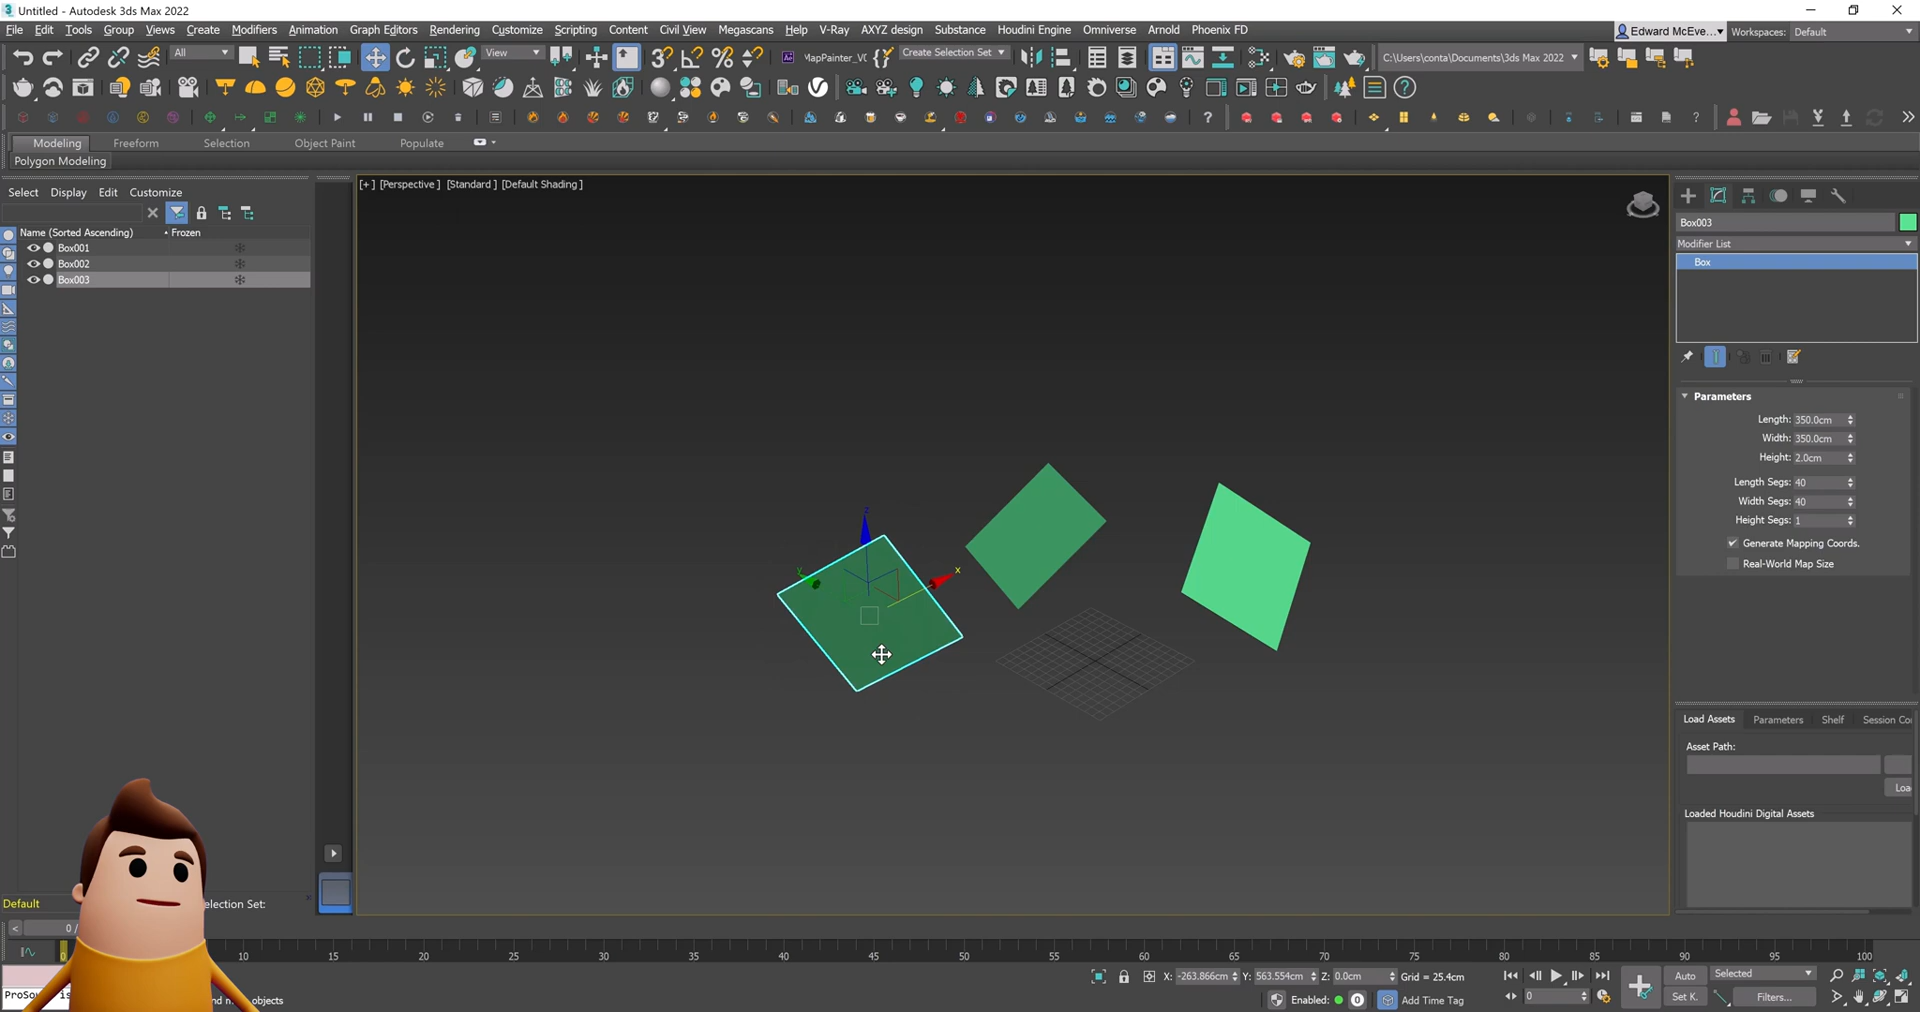 Untitled - Autodesk 3ds Max 2022
File Edit Tools Group Views Create Modifiers Animation Graph Editors Rendering Customize Scripting Content Civil View Megascans Help V-Ray AXYZ design Substance Houdini Engine Omniverse Arnold Phoenix FD
Edward McEve... Workspaces: Default
All View Create Selection Set C:\Users\conta\Documents\3ds Max 2022
Modeling Freeform Selection Object Paint Populate
Polygon Modeling
Select Display Edit Customize
Name (Sorted Ascending) Frozen
Box001
Box002
Box003
[+] [Perspective] [Standard] [Default Shading]
z
y
x
Box003
Modifier List
Box
Parameters
Length: 350.0cm
Width: 350.0cm
Height: 2.0cm
Length Segs: 40
Width Segs: 40
Height Segs: 1
Generate Mapping Coords.
Real-World Map Size
Load Assets Parameters Shelf Session Co
Asset Path:
Loa
Loaded Houdini Digital Assets
Default election Set:
< 0 /
0 10 15 20 25 30 35 40 45 50 55 60 65 70 75 80 85 90 95 100
X: -263.866cm Y: 563.554cm Z: 0.0cm Grid = 25.4cm
Auto Selected
Enabled: 0 Add Time Tag
0
Set K. Filters...
objects